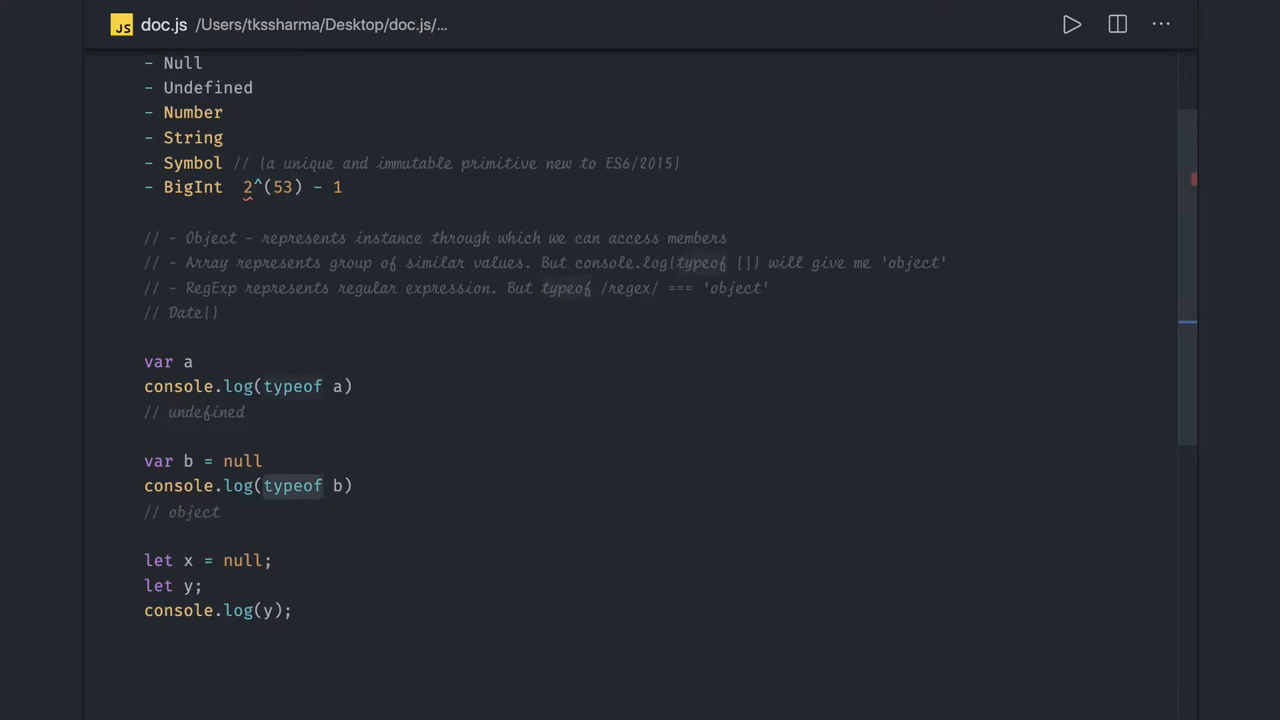 JS doc.js /Users/tkssharma/Desktop/doc.js/...
- Null
- Undefined
- Number
- String
- Symbol // (a unique and immutable primitive new to ES6/2015)
- BigInt 2^(53) - 1
// - Object - represents instance through which we can access members
// - Array represents group of similar values. But console.log(typeof []) will give me 'object'
// - RegExp represents regular expression. But typeof /regex/ === 'object'
// Date()
var a
console.log(typeof a)
// undefined
var b = null
console.log(typeof b)
// object
let x = null;
let y;
console.log(y);